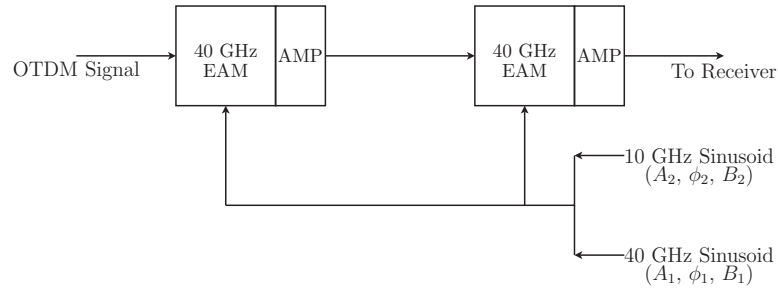 OTDM Signal
40 GHz
EAM
AMP
40 GHz
EAM
AMP
To Receiver
10 GHz Sinusoid
(A₂, ϕ₂, B₂)
40 GHz Sinusoid
(A₁, ϕ₁, B₁)